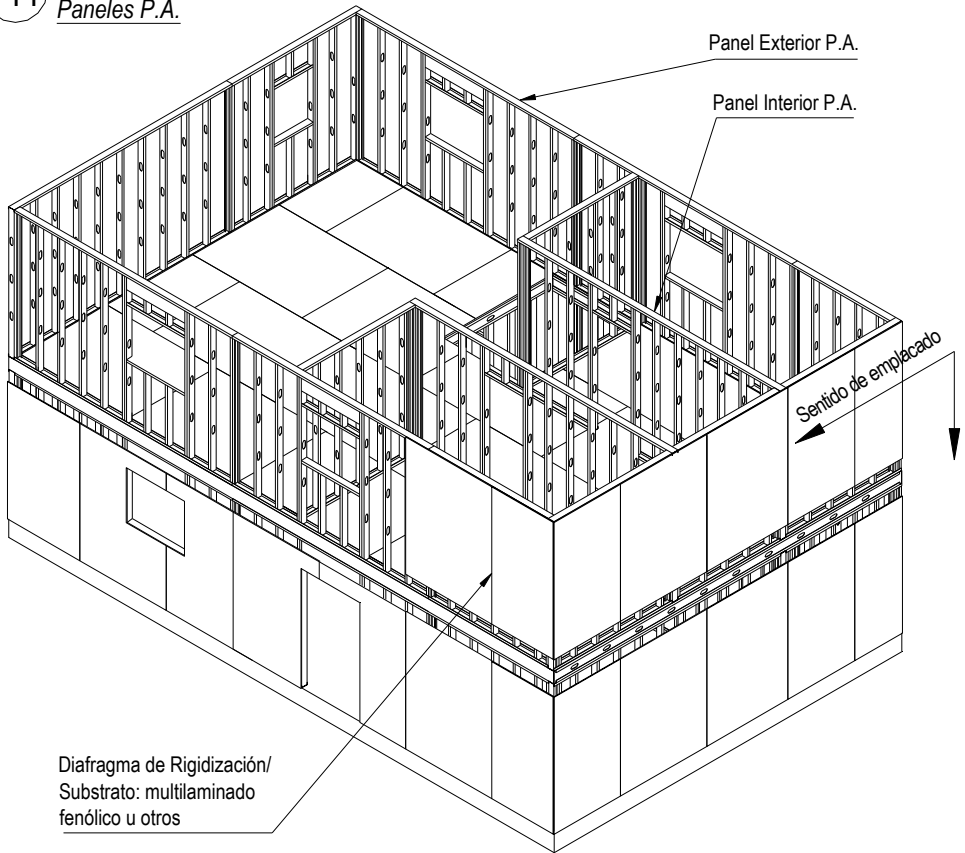 Paneles P.A.
Panel Exterior P.A.
Panel Interior P.A.
Sentido de emplacado
Diafragma de Rigidización/
Substrato: multilaminado
fenólico u otros